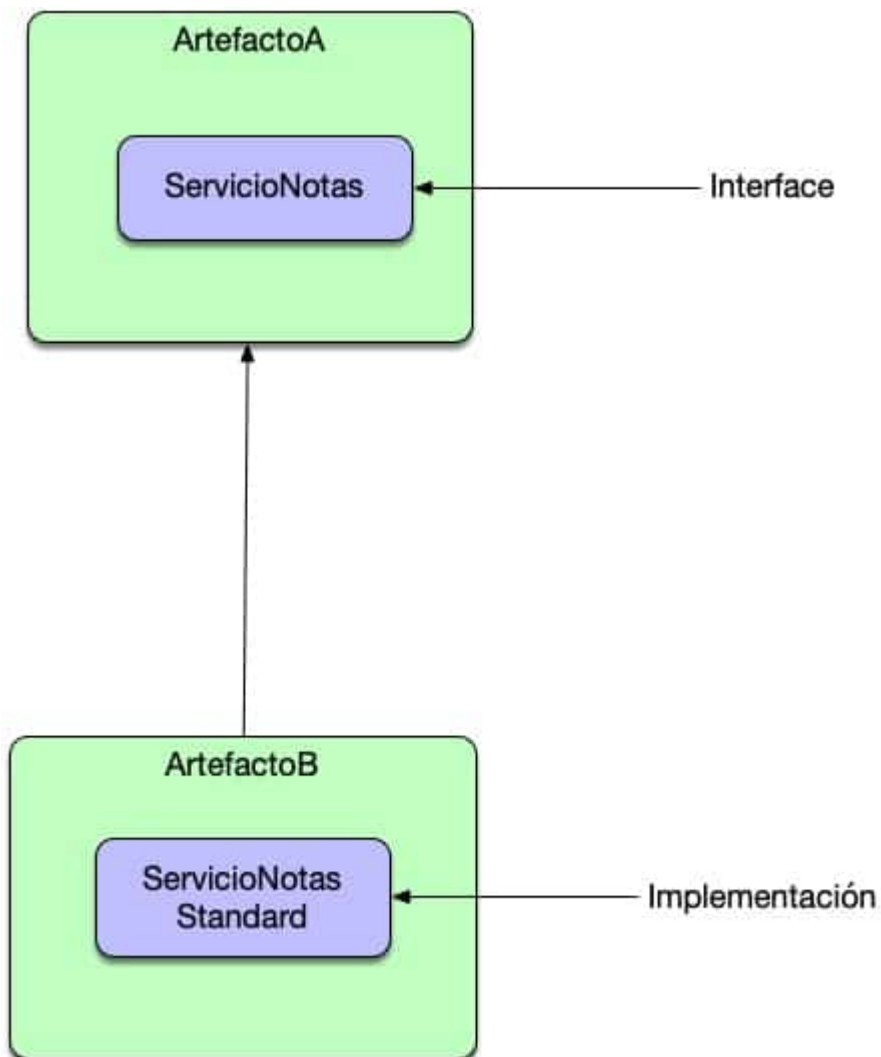 ArtefactoA
ServicioNotas
Interface
ArtefactoB
ServicioNotas
Standard
Implementación